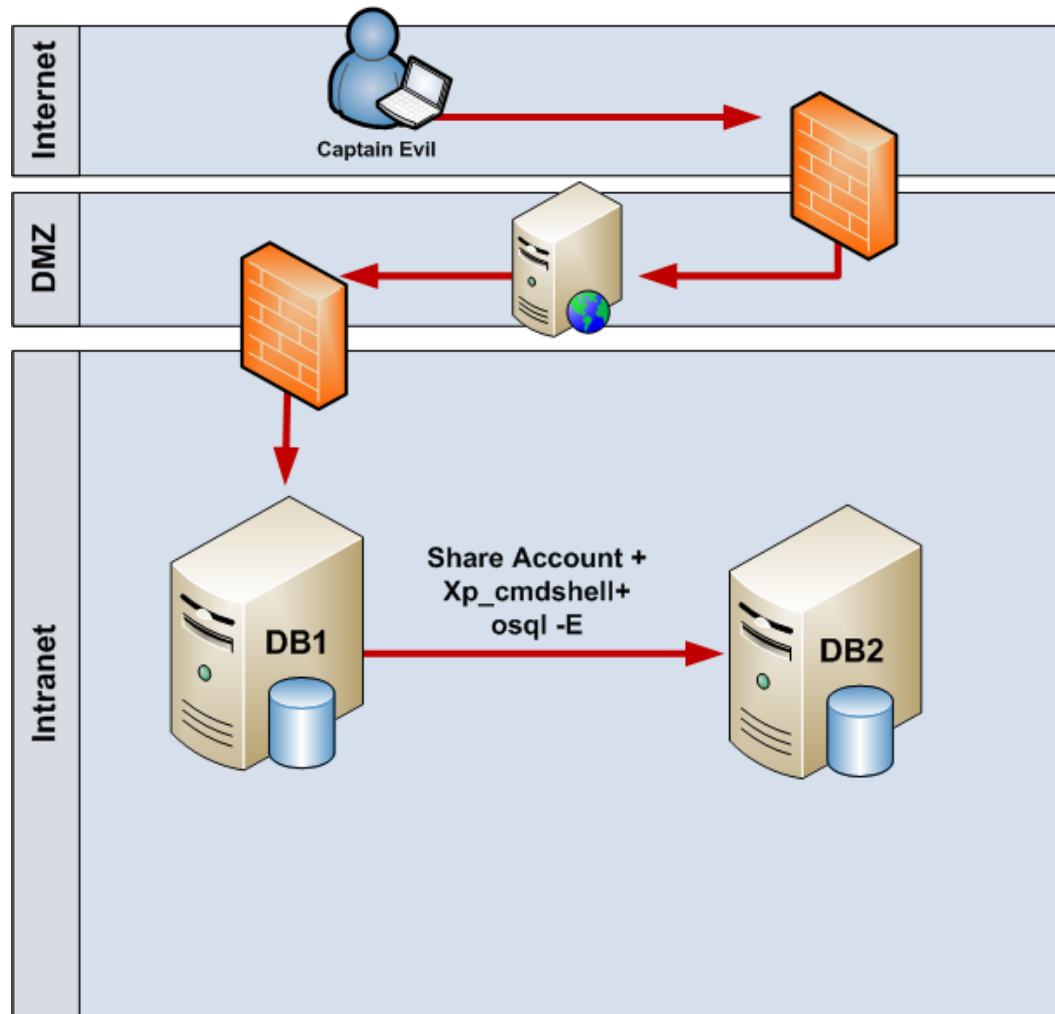 Internet
Captain Evil
DMZ
Intranet
Share Account +
Xp_cmdshell+
osql -E
DB1
DB2